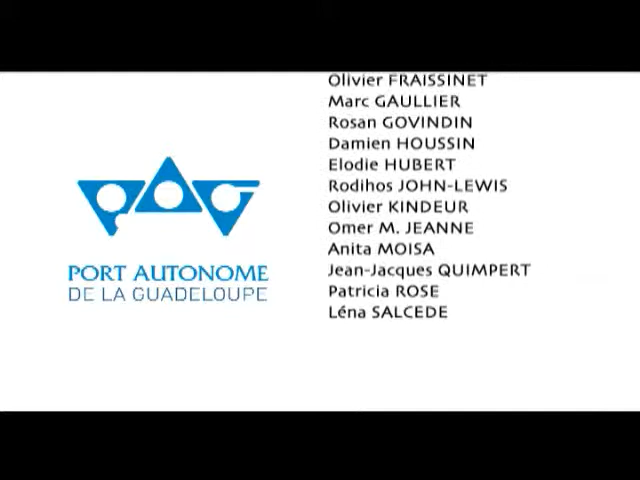 PAG
PORT AUTONOME
DE LA GUADELOUPE
Olivier FRAISSINET
Marc GAULLIER
Rosan GOVINDIN
Damien HOUSSIN
Elodie HUBERT
Rodihos JOHN-LEWIS
Olivier KINDEUR
Omer M. JEANNE
Anita MOISA
Jean-Jacques QUIMPERT
Patricia ROSE
Léna SALCEDE